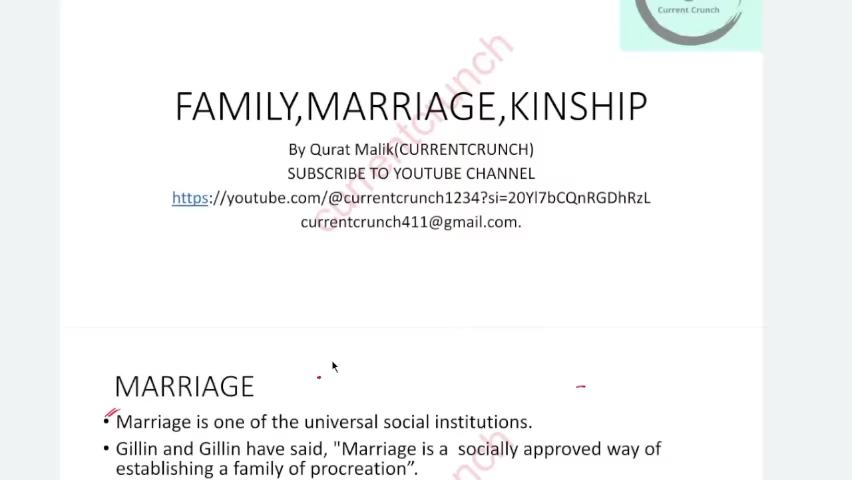 Current Crunch
FAMILY,MARRIAGE,KINSHIP
By Qurat Malik(CURRENTCRUNCH)
SUBSCRIBE TO YOUTUBE CHANNEL
https://youtube.com/@currentcrunch1234?si=20Yl7bCQnRGDhRzL
currentcrunch411@gmail.com.
currentcrunch
MARRIAGE
• Marriage is one of the universal social institutions.
• Gillin and Gillin have said, "Marriage is a socially approved way of
establishing a family of procreation”.